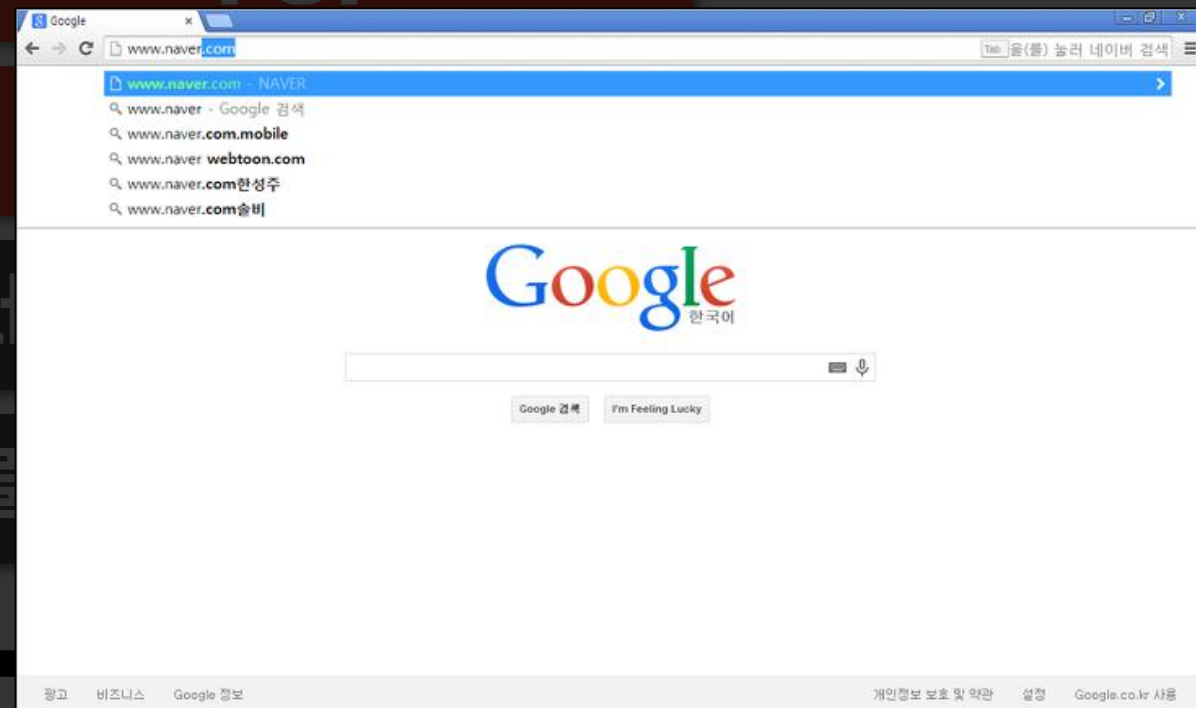 Google
www.naver.com
Tab 을(를) 눌러 네이버 검색
www.naver.com - NAVER
www.naver - Google 검색
www.naver.com.mobile
www.naver webtoon.com
www.naver.com한성주
www.naver.com솔비
Google
한국어
Google 검색 I'm Feeling Lucky
광고 비즈니스 Google 정보 개인정보 보호 및 약관 설정 Google.co.kr 사용